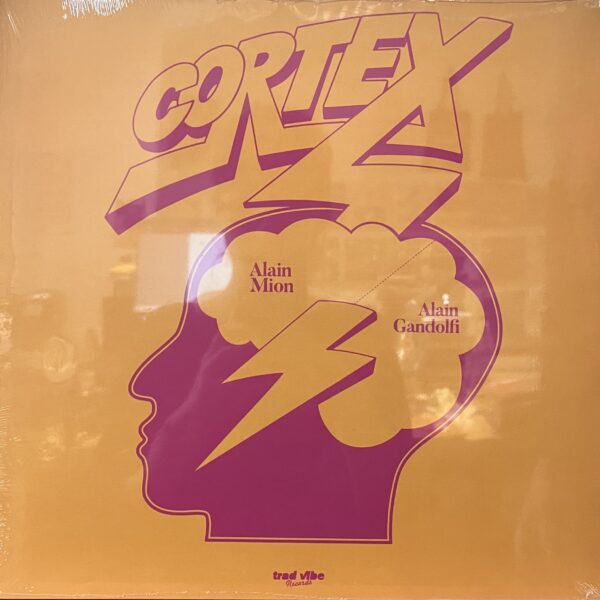 CORTEX
Alain
Mion
Alain
Gandolfi
trad vibe
Records